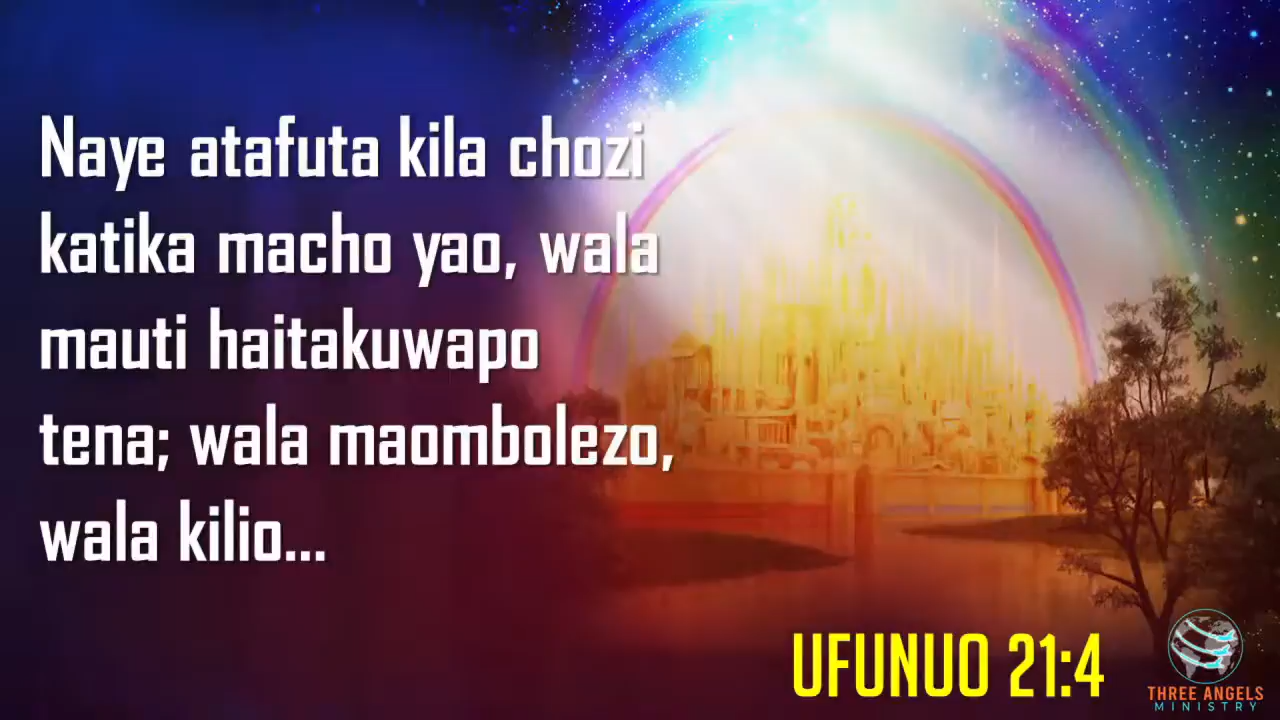 Naye atafuta kila chozi
katika macho yao, wala
mauti haitakuwapo
tena; wala maombolezo,
wala kilio...
UFUNUO 21:4
THREE ANGELS
MINISTRY